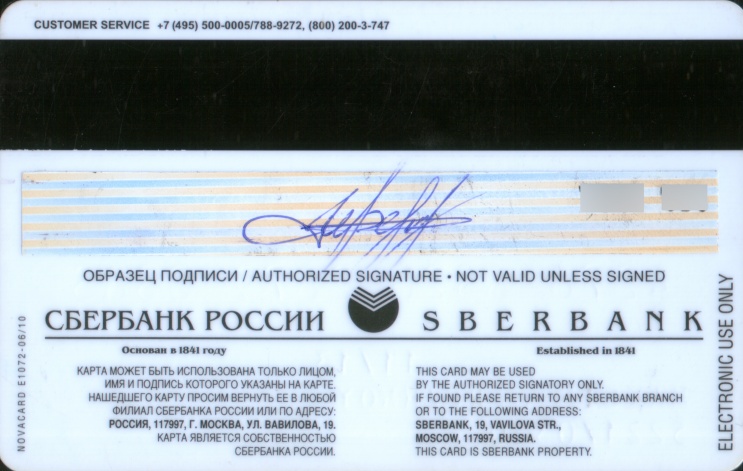 CUSTOMER SERVICE +7 (495) 500-0005/788-9272, (800) 200-3-747
ОБРАЗЕЦ ПОДПИСИ / AUTHORIZED SIGNATURE • NOT VALID UNLESS SIGNED
СБЕРБАНК РОССИИ SBERBANK
Основан в 1841 году
Established in 1841
КАРТА МОЖЕТ БЫТЬ ИСПОЛЬЗОВАНА ТОЛЬКО ЛИЦОМ,
ИМЯ И ПОДПИСЬ КОТОРОГО УКАЗАНЫ НА КАРТЕ.
НАШЕДШЕГО КАРТУ ПРОСИМ ВЕРНУТЬ ЕЕ В ЛЮБОЙ
ФИЛИАЛ СБЕРБАНКА РОССИИ ИЛИ ПО АДРЕСУ:
РОССИЯ, 117997, Г. МОСКВА, УЛ. ВАВИЛОВА, 19.
КАРТА ЯВЛЯЕТСЯ СОБСТВЕННОСТЬЮ
СБЕРБАНКА РОССИИ.
THIS CARD MAY BE USED
BY THE AUTHORIZED SIGNATORY ONLY.
IF FOUND PLEASE RETURN TO ANY SBERBANK BRANCH
OR TO THE FOLLOWING ADDRESS:
SBERBANK, 19, VAVILOVA STR.,
MOSCOW, 117997, RUSSIA.
THIS CARD IS SBERBANK PROPERTY.
NOVACARD E1072-06/10
ELECTRONIC USE ONLY